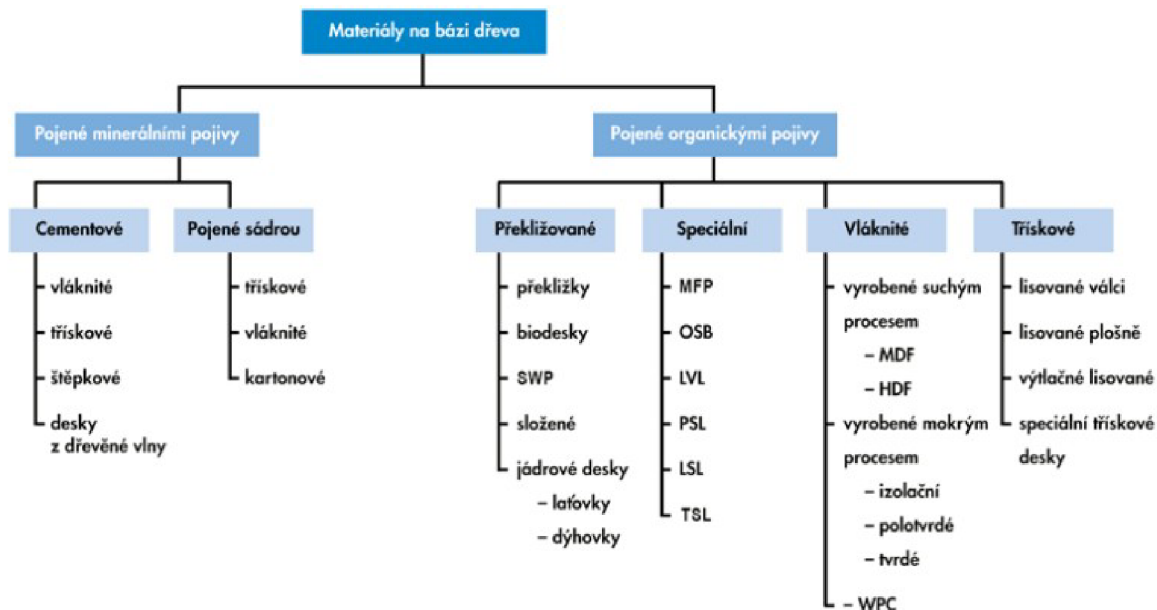 Materiály na bázi dřeva
Pojené minerálními pojivy
Pojené organickými pojivy
Cementové
Pojené sádrou
Překližované
Speciální
Vláknité
Třískové
vláknité
třískové
štěpkové
desky
z dřevěné vlny
třískové
vláknité
kartonové
překližky
biodesky
SWP
složené
jádrové desky
– laťovky
– dýhovky
MFP
OSB
LVL
PSL
LSL
TSL
vyrobené suchým
procesem
– MDF
– HDF
vyrobené mokrým
procesem
– izolační
– polotvrdé
– tvrdé
– WPC
lisované válci
lisované plošně
výtlačné lisované
speciální třískové
desky